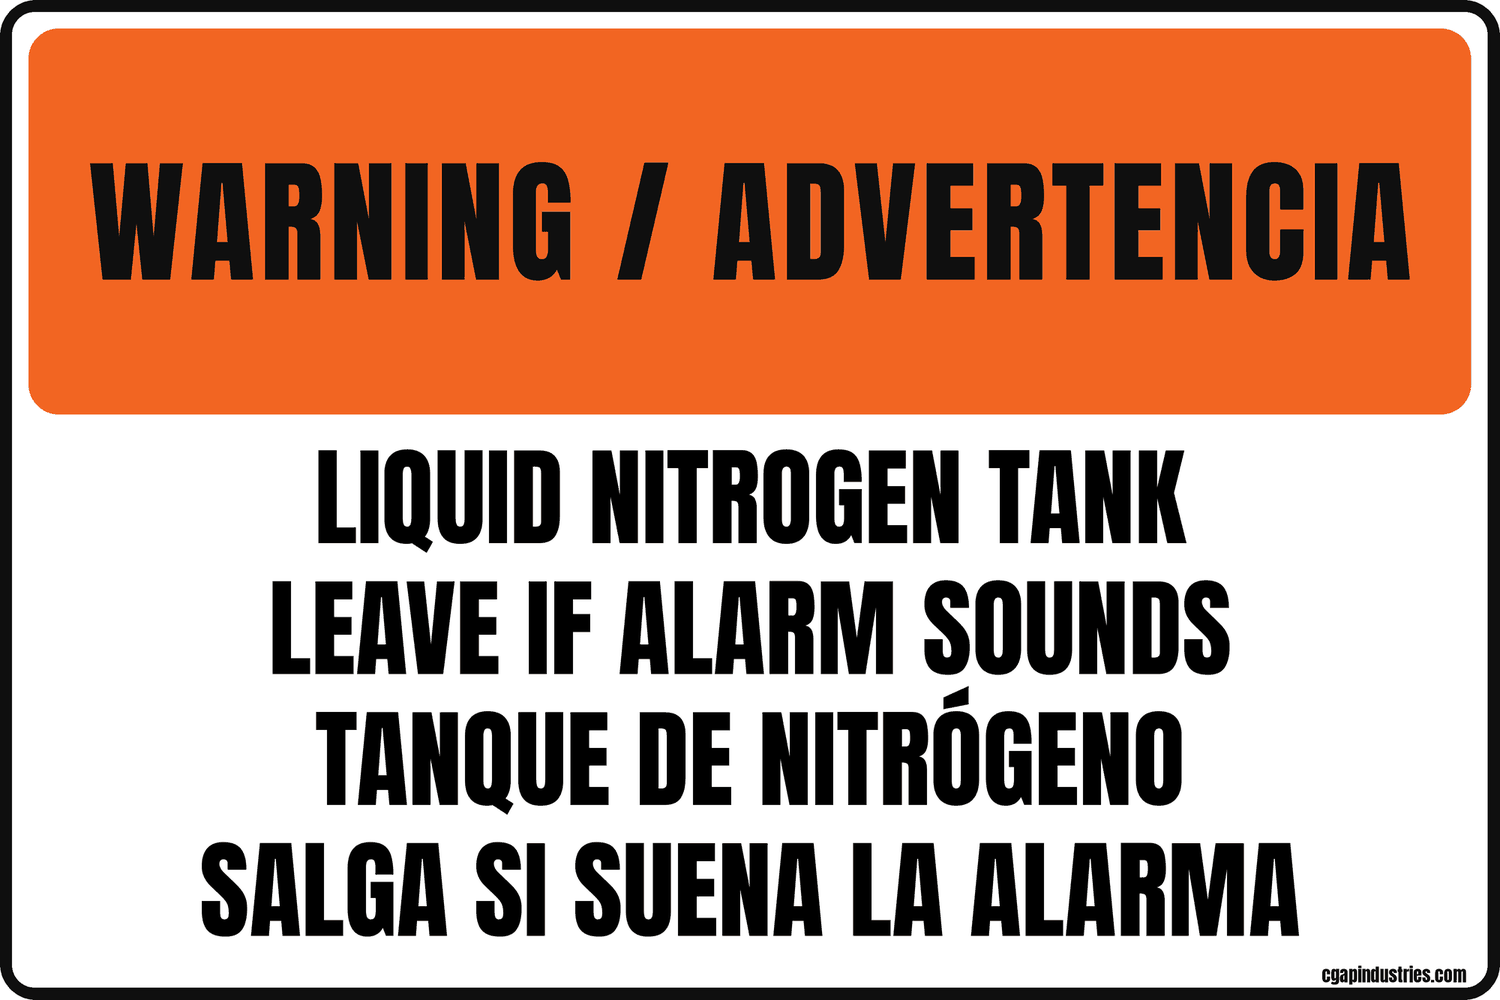 WARNING / ADVERTENCIA
LIQUID NITROGEN TANK
LEAVE IF ALARM SOUNDS
TANQUE DE NITRÓGENO
SALGA SI SUENA LA ALARMA
cgapindustries.com